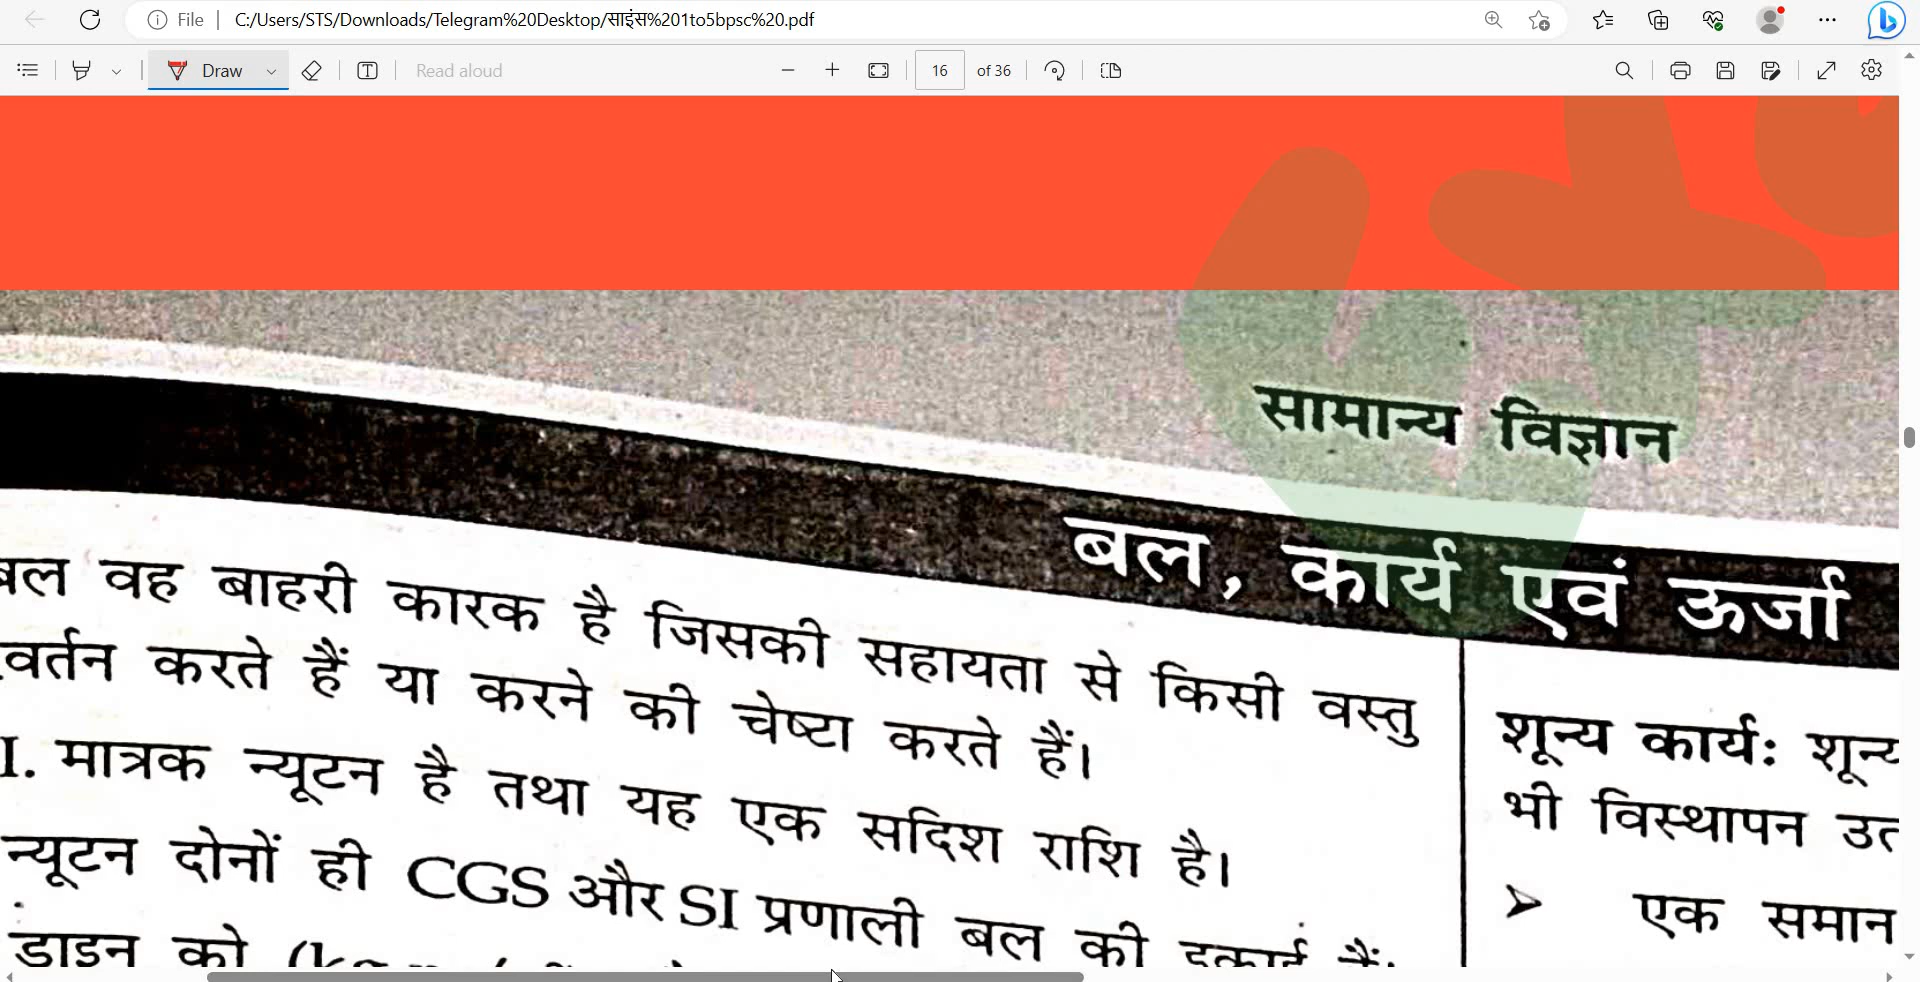 File
C:/Users/STS/Downloads/Telegram%20Desktop/साइंस%201to5bpsc%20.pdf
Draw
Read aloud
16 of 36
सामान्य विज्ञान
बल, कार्य एवं ऊर्जा
वह बाहरी कारक है जिसकी सहायता से किसी वस्तु
करते हैं या करने की चेष्टा करते हैं।
I. मात्रक न्यूटन है तथा यह एक सदिश राशि है।
न्यूटन दोनों ही CGS और SI प्रणाली बल की इकाई हैं
डाइन को
शून्य कार्य: शून्य
भी विस्थापन
➤ एक समान